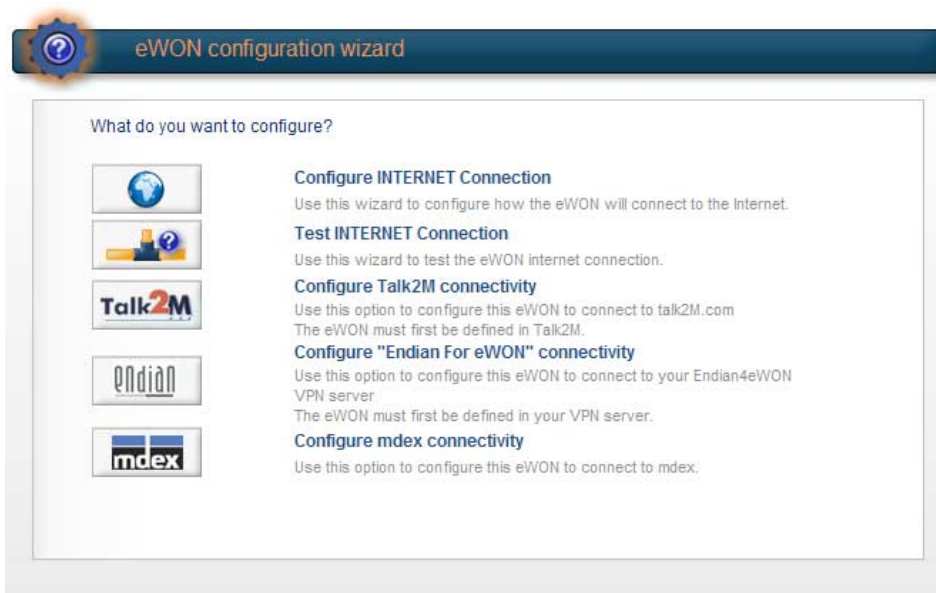 eWON configuration wizard
What do you want to configure?
Configure INTERNET Connection
Use this wizard to configure how the eWON will connect to the Internet.
Test INTERNET Connection
Use this wizard to test the eWON internet connection.
Talk2M
Configure Talk2M connectivity
Use this option to configure this eWON to connect to talk2M.com
The eWON must first be defined in Talk2M.
endian
Configure "Endian For eWON" connectivity
Use this option to configure this eWON to connect to your Endian4eWON
VPN server
The eWON must first be defined in your VPN server.
mdex
Configure mdex connectivity
Use this option to configure this eWON to connect to mdex.